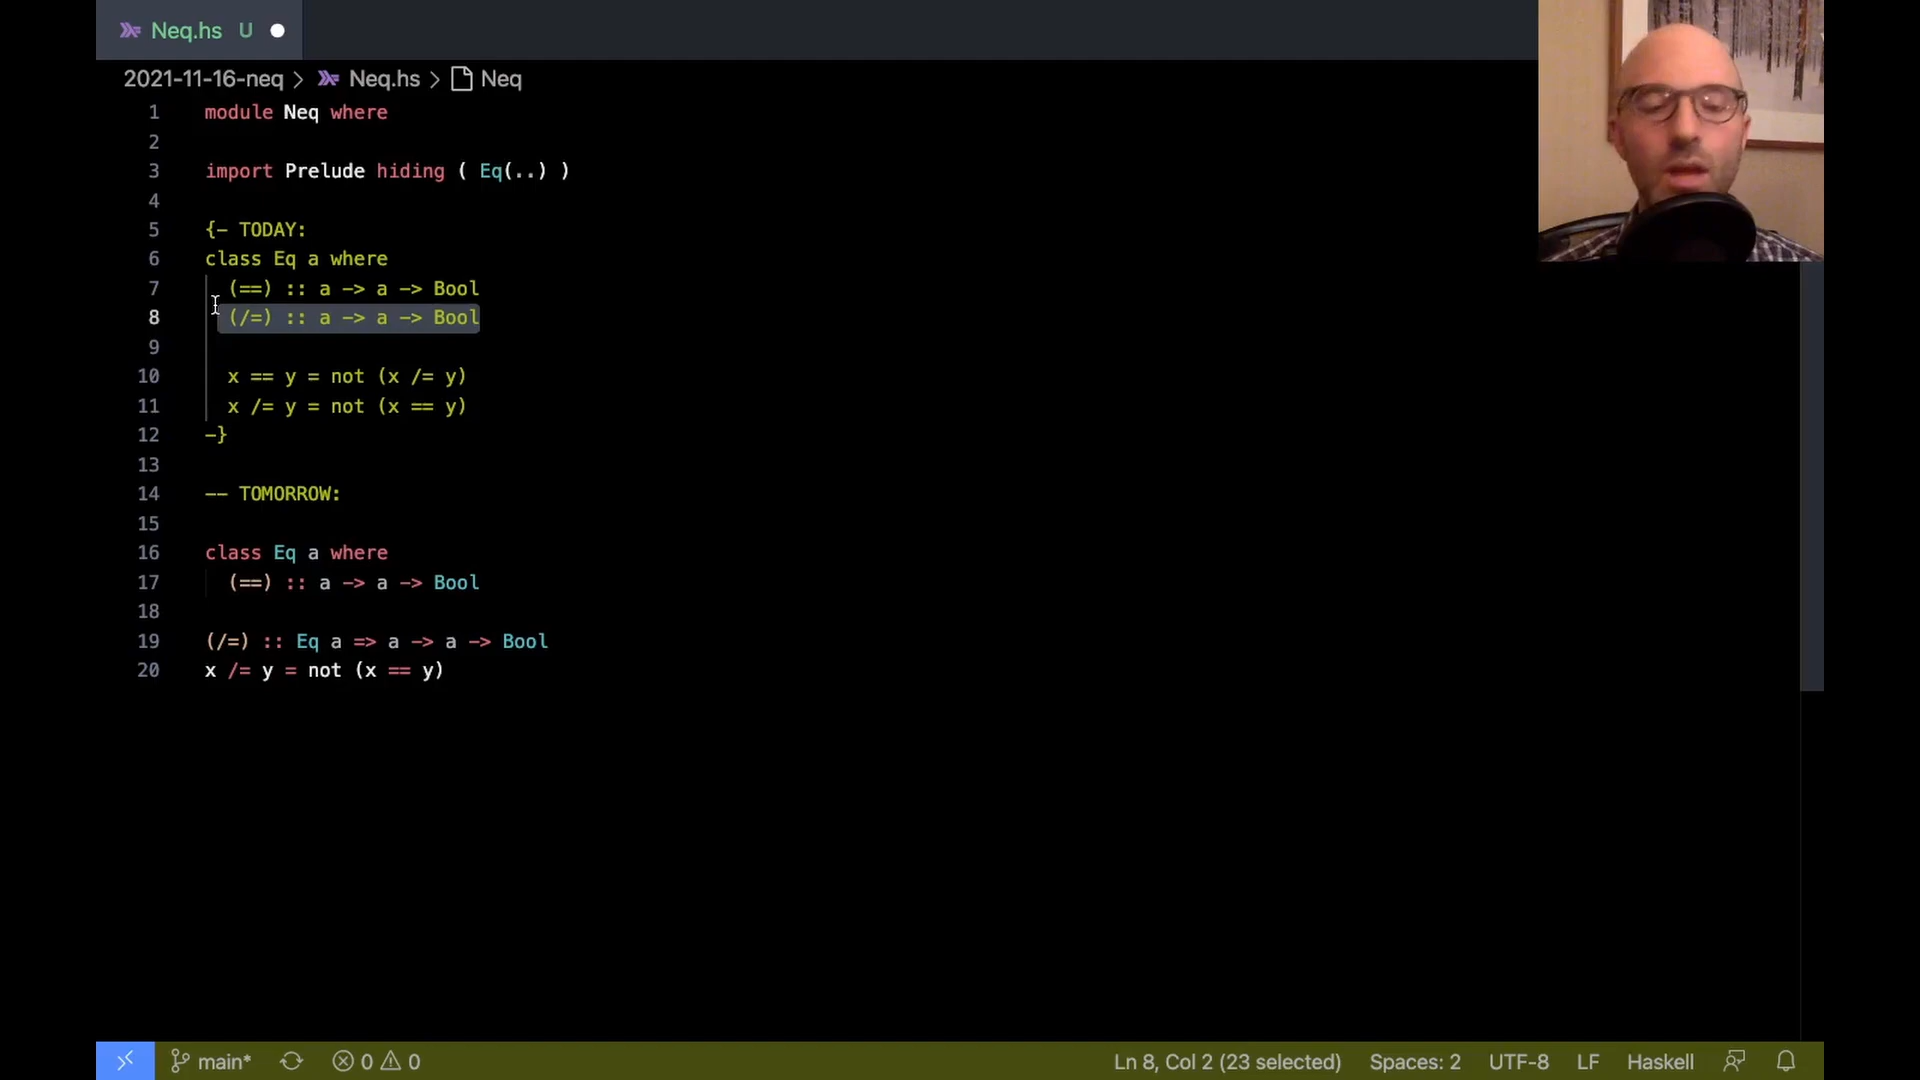 Neq.hs U
2021-11-16-neq > Neq.hs > Neq
1 module Neq where
2
3 import Prelude hiding ( Eq(..) )
4
5 {- TODAY:
6 class Eq a where
7 (==) :: a -> a -> Bool
8 (/=) :: a -> a -> Bool
9
10 x == y = not (x /= y)
11 x /= y = not (x == y)
12 -}
13
14 -- TOMORROW:
15
16 class Eq a where
17 (==) :: a -> a -> Bool
18
19 (/=) :: Eq a => a -> a -> Bool
20 x /= y = not (x == y)
main* 0 0 Ln 8, Col 2 (23 selected) Spaces: 2 UTF-8 LF Haskell